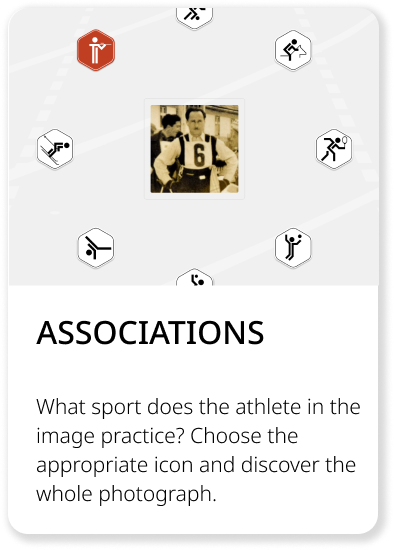 6
ASSOCIATIONS
What sport does the athlete in the
image practice? Choose the
appropriate icon and discover the
whole photograph.